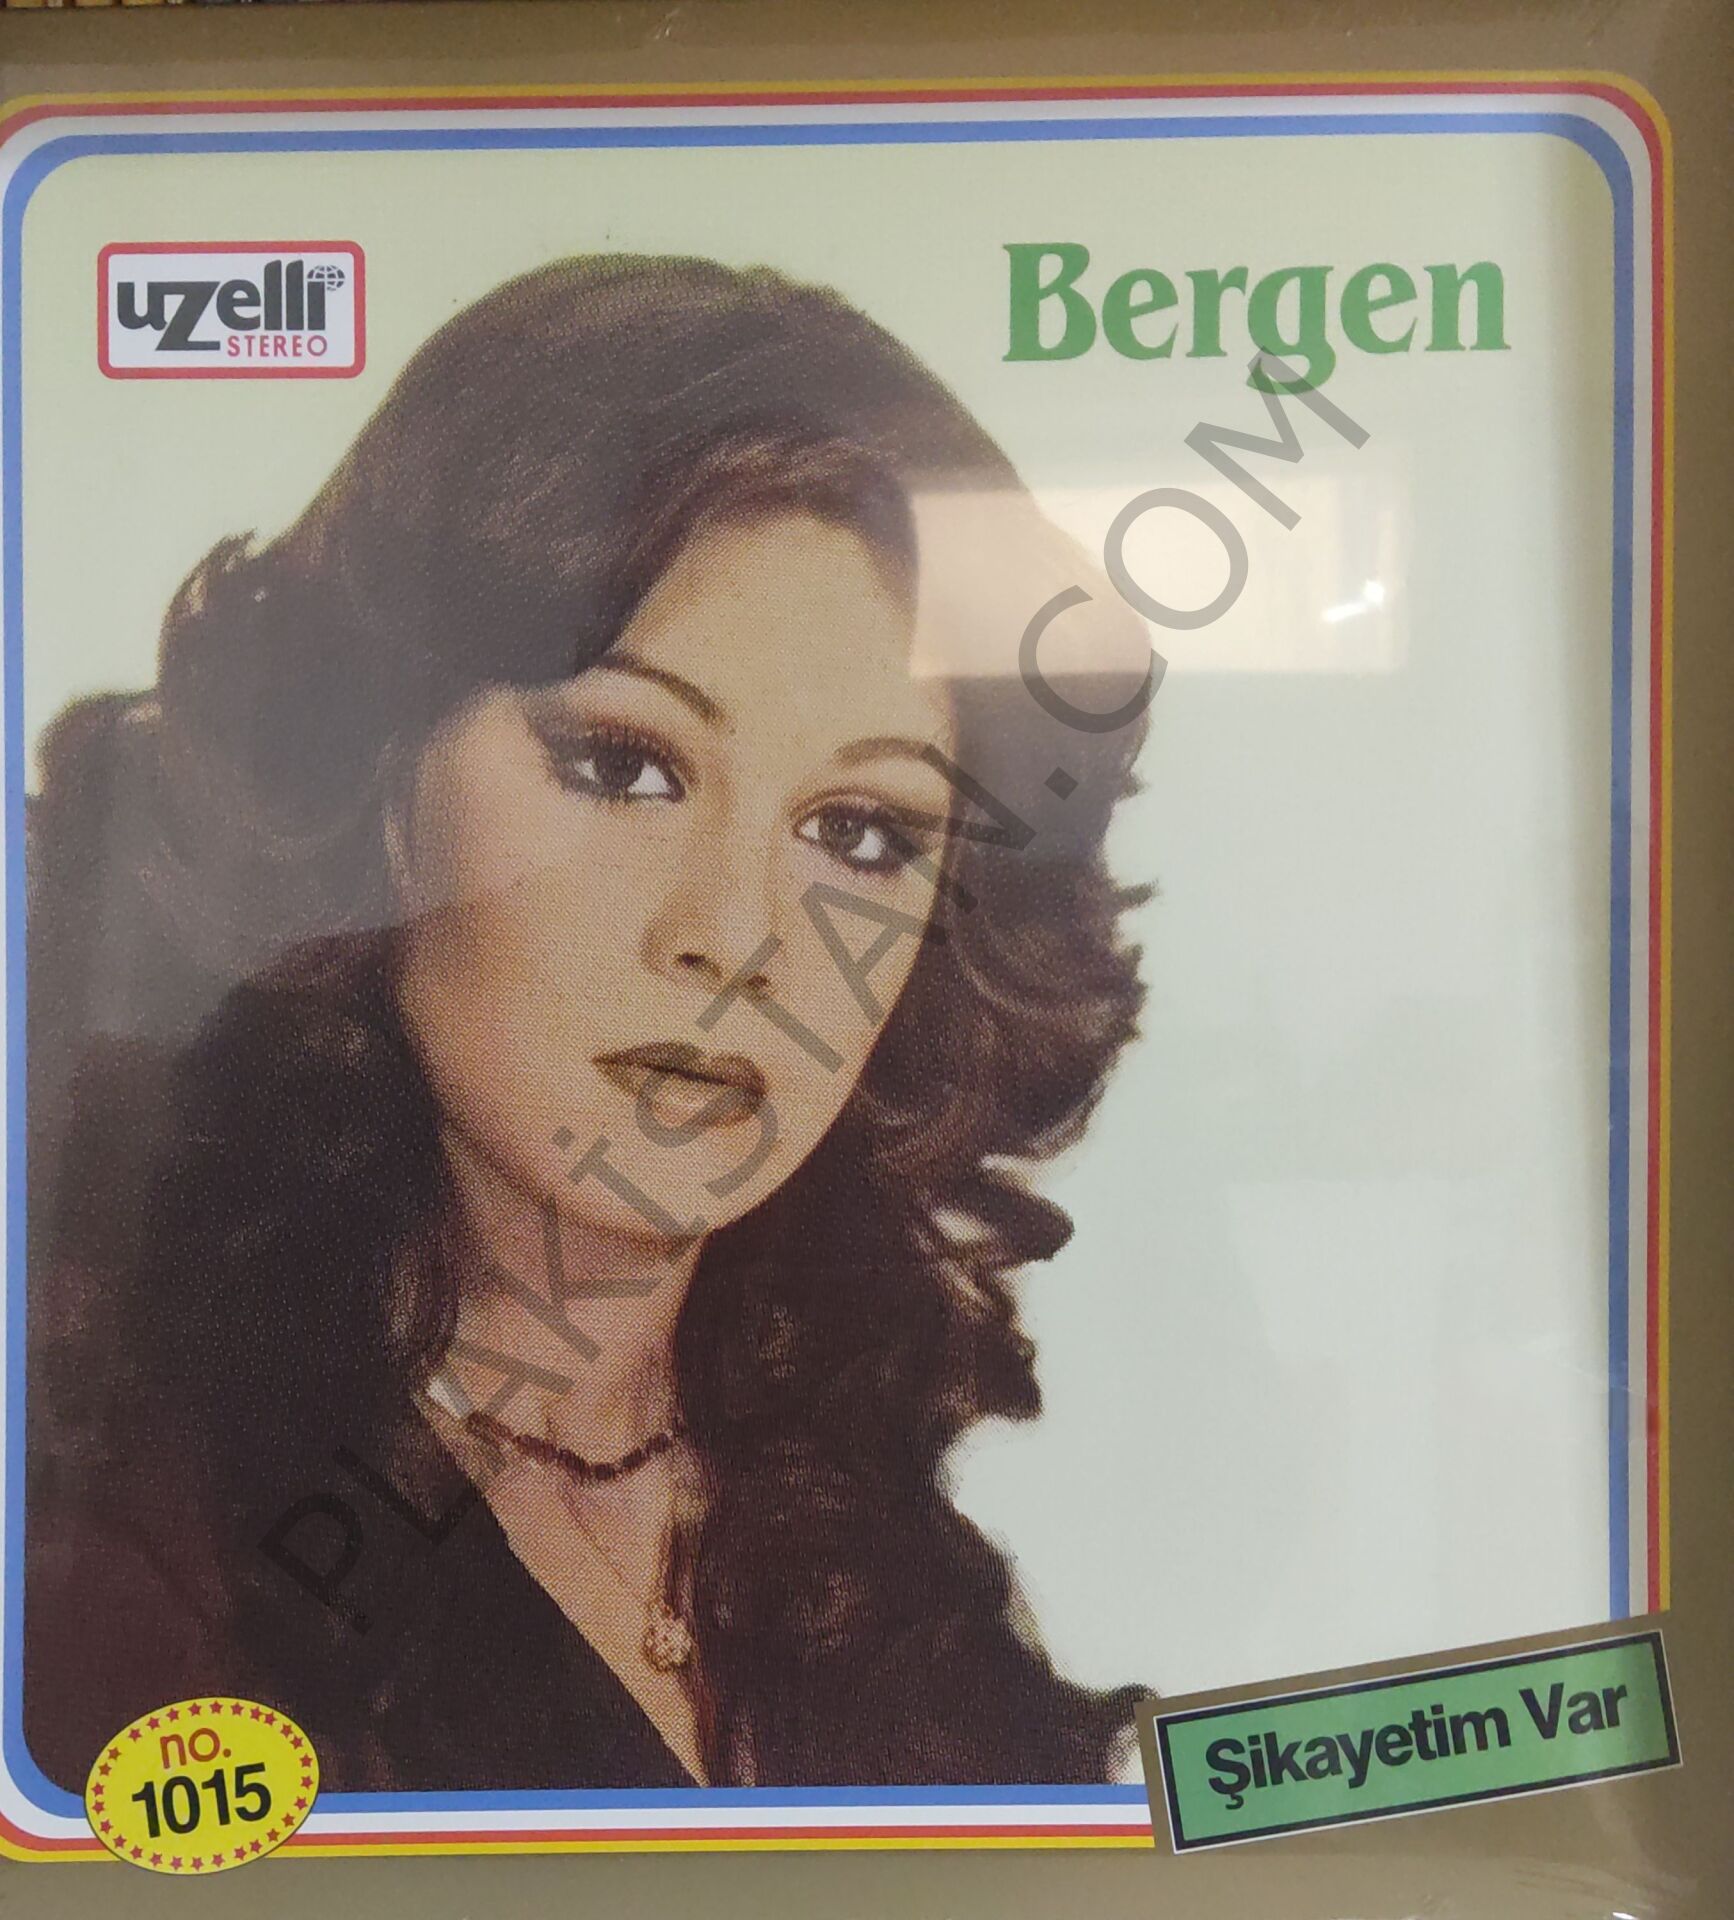 uzelli
STEREO
Bergen
PLAKİSTAN.COM
no.
1015
Şikayetim Var